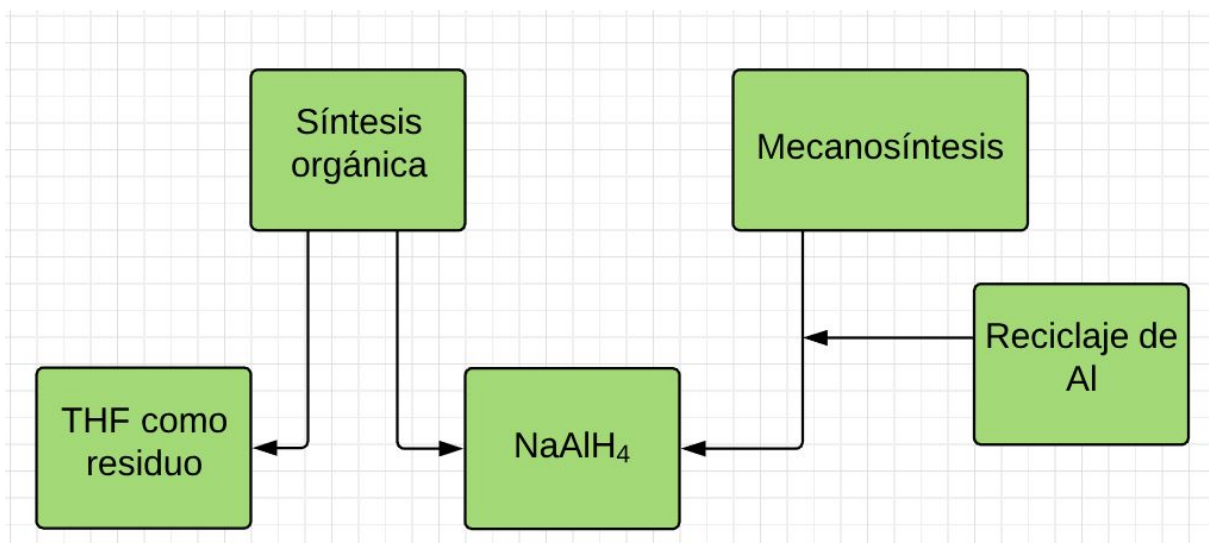 Síntesis
orgánica
Mecanosíntesis
Reciclaje de
Al
THF como
residuo
NaAlH₄